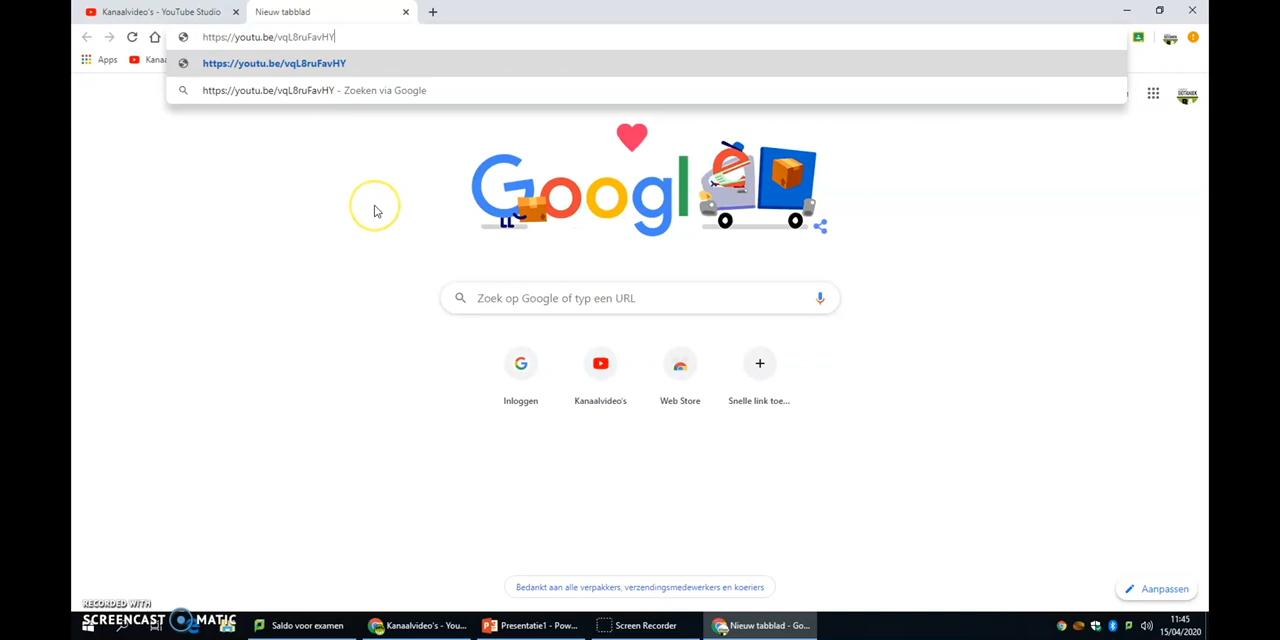 Kanaalvideo's - YouTube Studio
Nieuw tabblad
https://youtu.be/vqL8ruFavHY
Apps
Kanaa
https://youtu.be/vqL8ruFavHY
https://youtu.be/vqL8ruFavHY - Zoeken via Google
Google
Zoek op Google of typ een URL
Inloggen
Kanaalvideo's
Web Store
Snelle link toe...
Bedankt aan alle verpakkers, verzendingsmedewerkers en koeriers
Aanpassen
RECORDED WITH
SCREENCAST MATIC
Saldo voor examen
Kanaalvideo's - You...
Presentatie1 - Pow...
Screen Recorder
Nieuw tabblad - Go...
11:45
15/04/2020